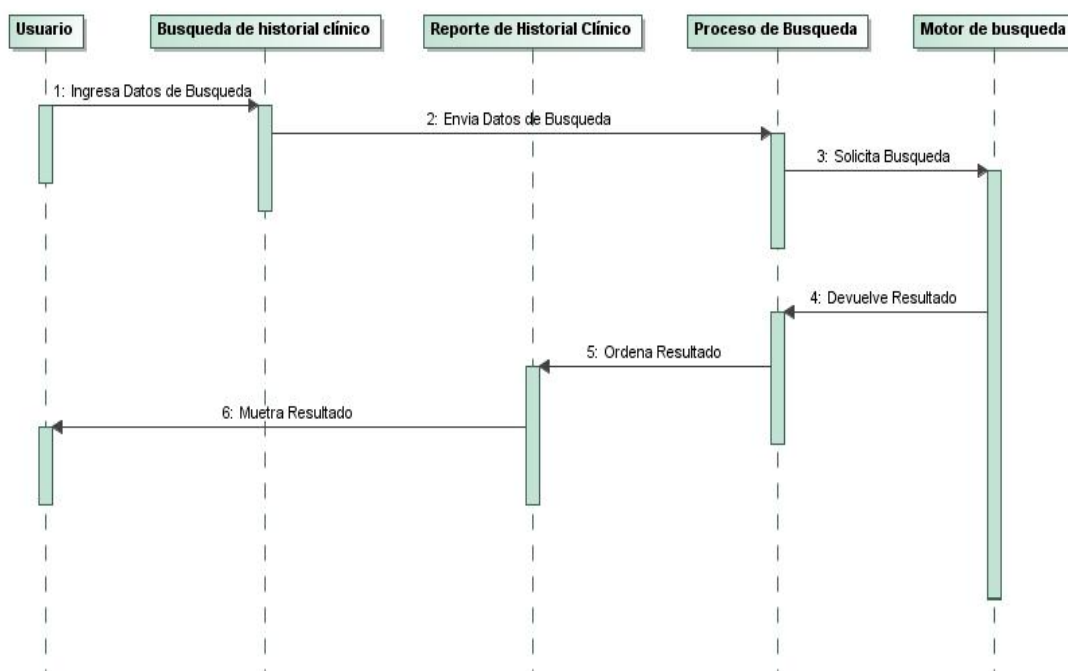 Usuario
Busqueda de historial clínico
Reporte de Historial Clínico
Proceso de Busqueda
Motor de busqueda
1: Ingresa Datos de Busqueda
2: Envia Datos de Busqueda
3: Solicita Busqueda
4: Devuelve Resultado
5: Ordena Resultado
6: Muetra Resultado